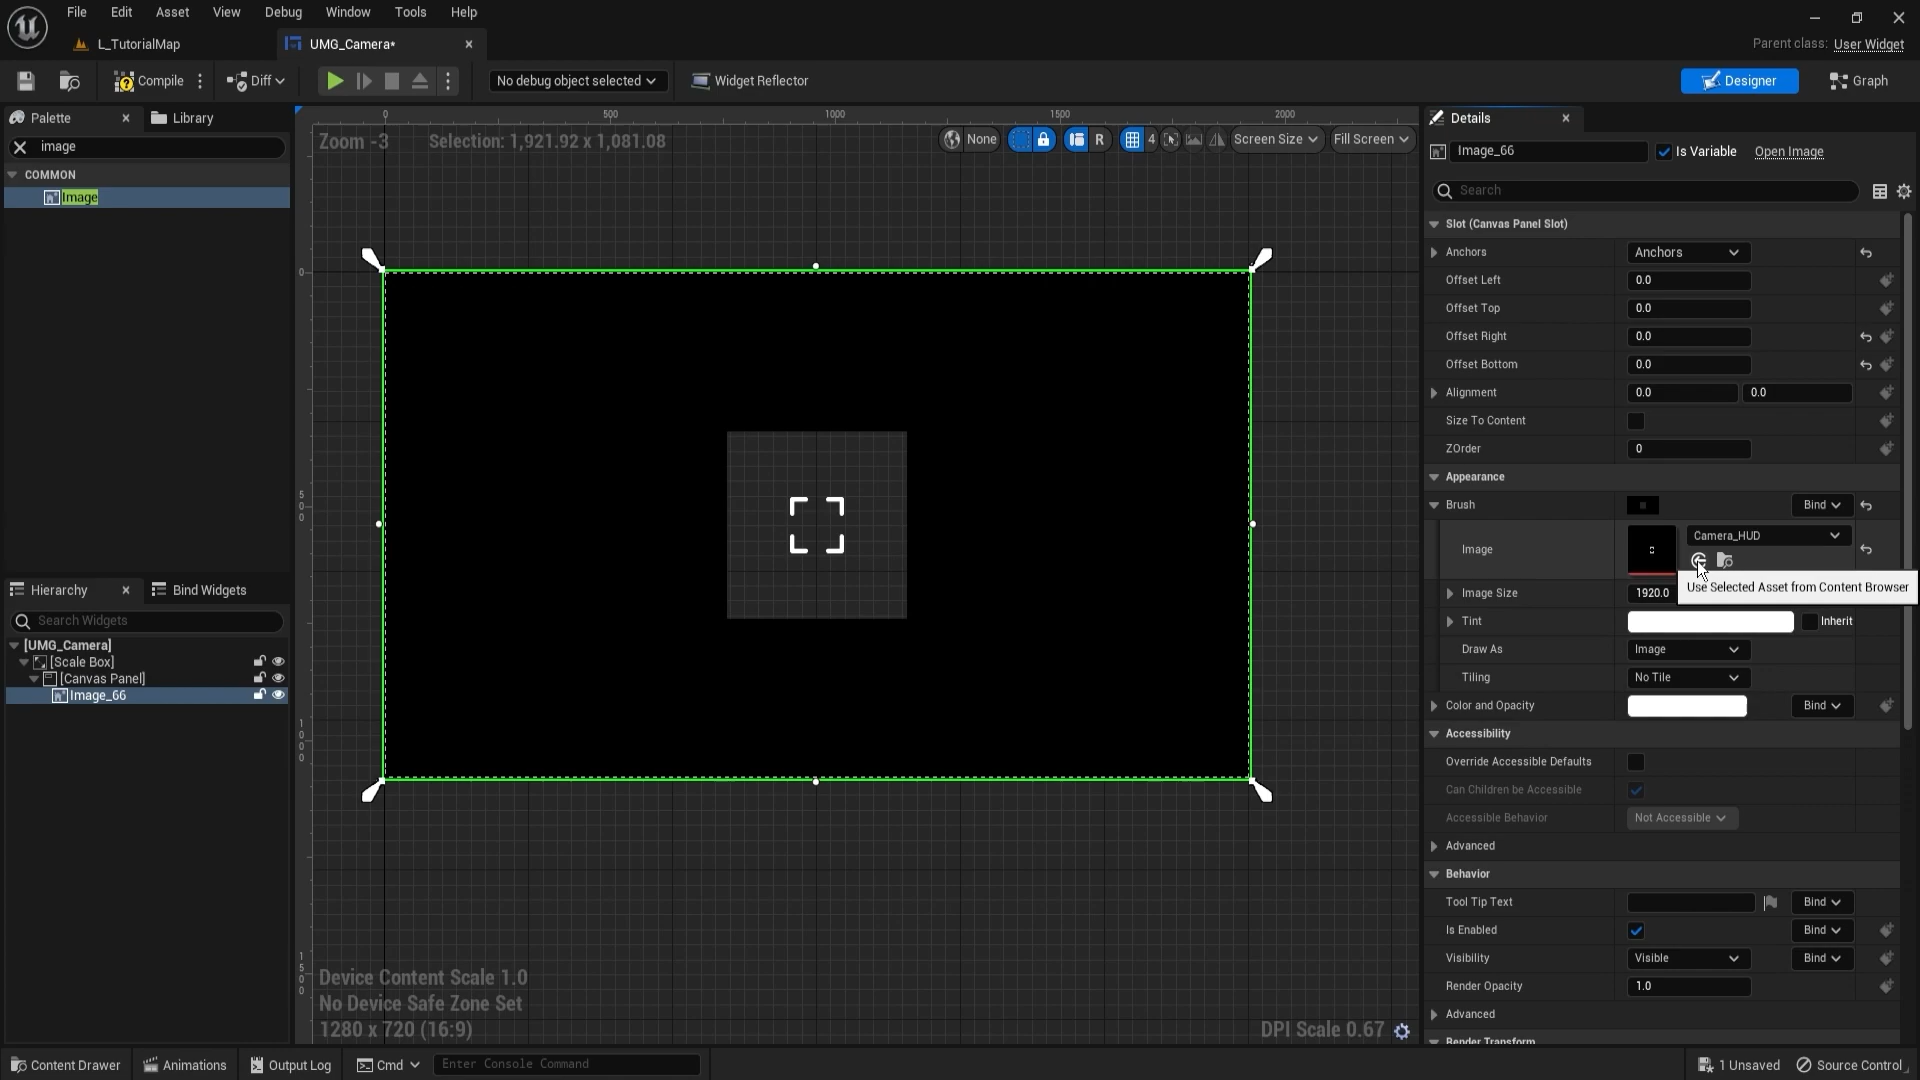 File Edit Asset View Debug Window Tools Help
L_TutorialMap
UMG_Camera*
Parent class: User Widget
Compile
Diff
No debug object selected
Widget Reflector
Designer
Graph
Palette
Library
image
COMMON
Image
Hierarchy
Bind Widgets
Search Widgets
[UMG_Camera]
[Scale Box]
[Canvas Panel]
Image_66
0 500 1000 1500 2000
Zoom -3
Selection: 1,921.92 x 1,081.08
None
R
4
Screen Size
Fill Screen
0
500
1000
1500
Device Content Scale 1.0
No Device Safe Zone Set
1280 x 720 (16:9)
DPI Scale 0.67
Details
Image_66
Is Variable
Open Image
Search
Slot (Canvas Panel Slot)
Anchors Anchors
Offset Left 0.0
Offset Top 0.0
Offset Right 0.0
Offset Bottom 0.0
Alignment 0.0 0.0
Size To Content
ZOrder 0
Appearance
Brush Bind
Image Camera_HUD
Use Selected Asset from Content Browser
Image Size 1920.0
Tint Inherit
Draw As Image
Tiling No Tile
Color and Opacity Bind
Accessibility
Override Accessible Defaults
Can Children be Accessible
Accessible Behavior Not Accessible
Advanced
Behavior
Tool Tip Text Bind
Is Enabled Bind
Visibility Visible Bind
Render Opacity 1.0
Advanced
Render Transform
Content Drawer
Animations
Output Log
Cmd
Enter Console Command
1 Unsaved
Source Control